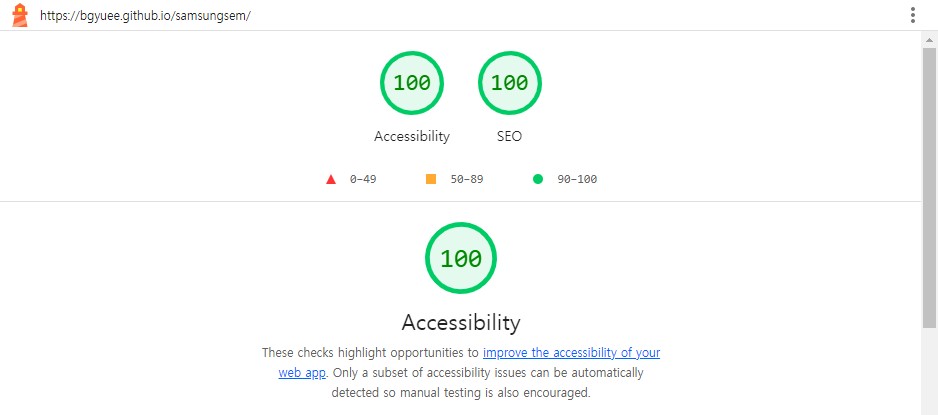 https://bgyuee.github.io/samsungsem/
100 100
Accessibility SEO
0–49 50–89 90–100
100
Accessibility
These checks highlight opportunities to improve the accessibility of your
web app. Only a subset of accessibility issues can be automatically
detected so manual testing is also encouraged.